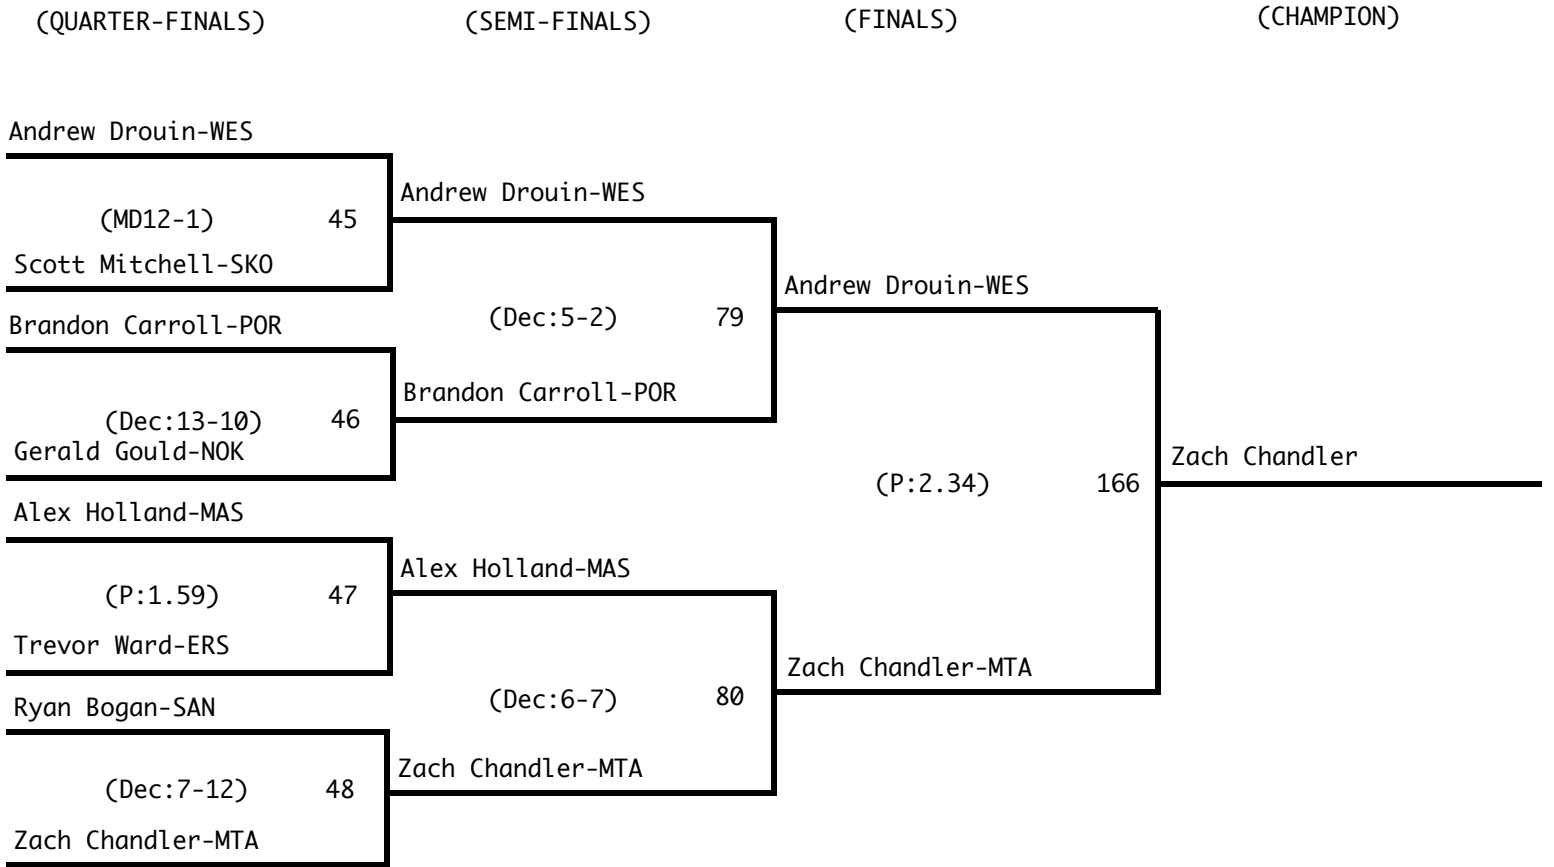 (QUARTER-FINALS) (SEMI-FINALS) (FINALS) (CHAMPION)
Andrew Drouin-WES
(MD12-1) 45
Scott Mitchell-SKO
Brandon Carroll-POR
(Dec:13-10) 46
Gerald Gould-NOK
Alex Holland-MAS
(P:1.59) 47
Trevor Ward-ERS
Ryan Bogan-SAN
(Dec:7-12) 48
Zach Chandler-MTA
Andrew Drouin-WES
(Dec:5-2) 79
Brandon Carroll-POR
Alex Holland-MAS
(Dec:6-7) 80
Zach Chandler-MTA
Andrew Drouin-WES
(P:2.34) 166
Zach Chandler-MTA
Zach Chandler